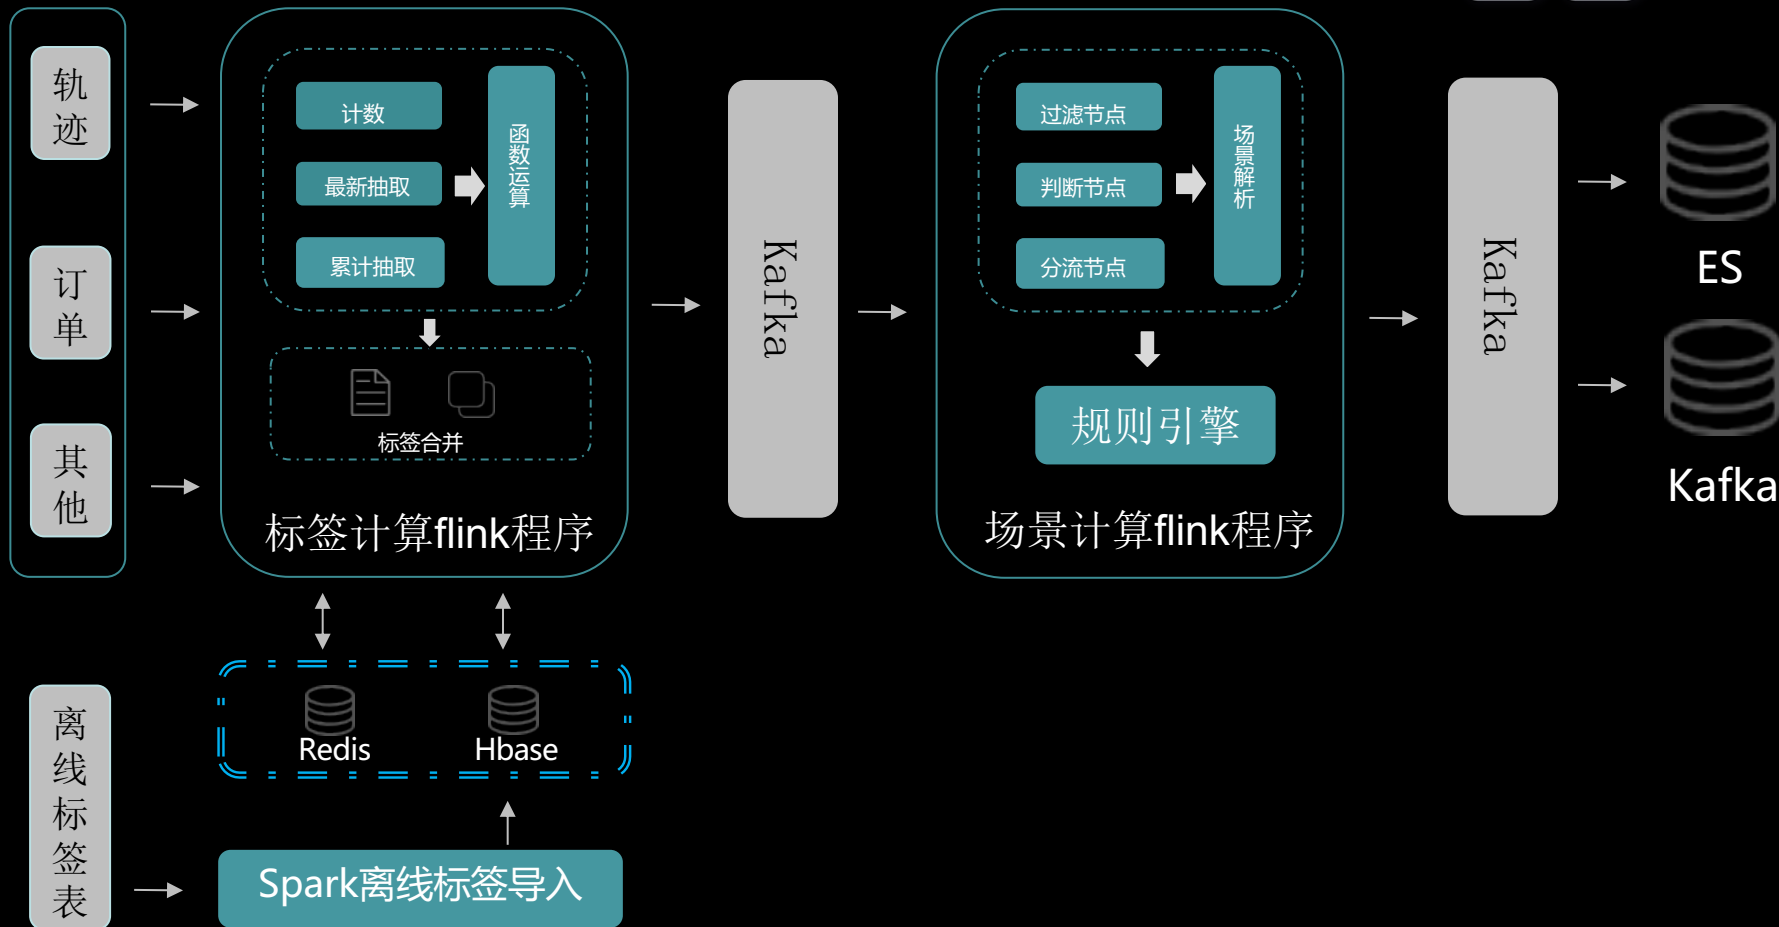 轨迹
订单
其他
计数
最新抽取
累计抽取
函数运算
标签合并
标签计算flink程序
Kafka
过滤节点
判断节点
分流节点
场景解析
规则引擎
场景计算flink程序
Kafka
ES
Kafka
Redis
Hbase
离线标签表
Spark离线标签导入